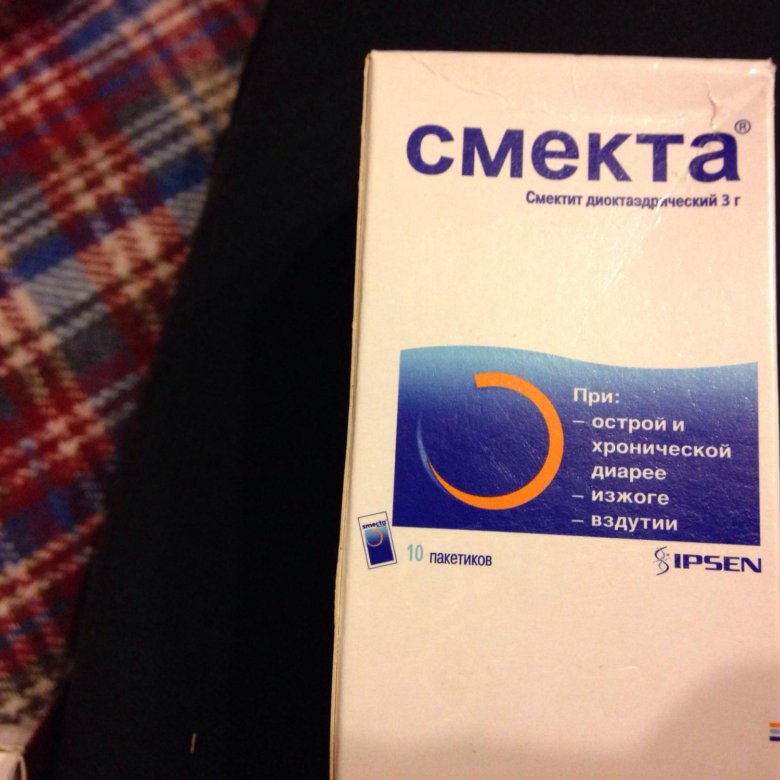 смекта®
Смектит диоктаэдрический 3 г
При:
– острой и
хронической
диарее
– изжоге
– вздутии
smecta
10 пакетиков
IPSEN